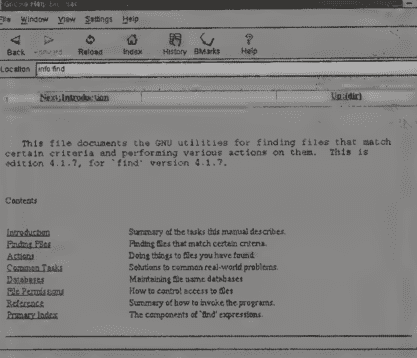 File Window View Settings Help
Back Forward Reload Index History BMarks Help
Location info:find
Next: Introduction Up: (dir)
This file documents the GNU utilities for finding files that match
certain criteria and performing various actions on them. This is
edition 4.1.7, for `find' version 4.1.7.
Contents
Introduction Summary of the tasks this manual describes.
Finding Files Finding files that match certain criteria.
Actions Doing things to files you have found
Common Tasks Solutions to common real-world problems.
Databases Maintaining file name databases
File Permissions How to control access to files
Reference Summary of how to invoke the programs.
Primary Index The components of `find' expressions.